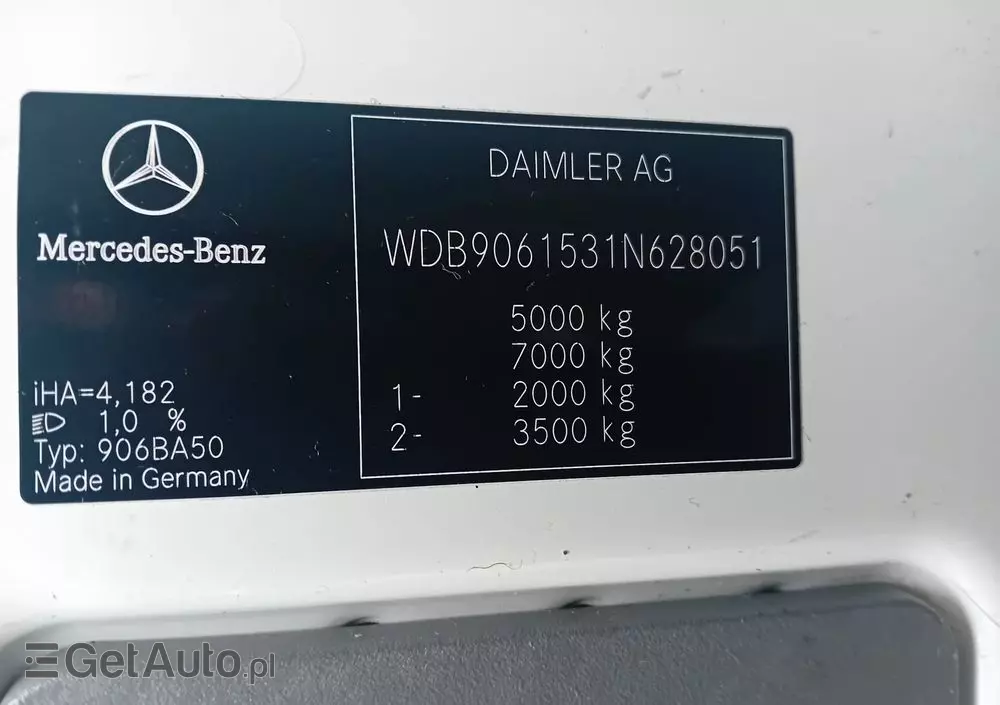 Mercedes-Benz
iHA=4,182
1,0 %
Typ: 906BA50
Made in Germany
DAIMLER AG
WDB9061531N628051
5000 kg
7000 kg
1- 2000 kg
2- 3500 kg
GetAuto.pl